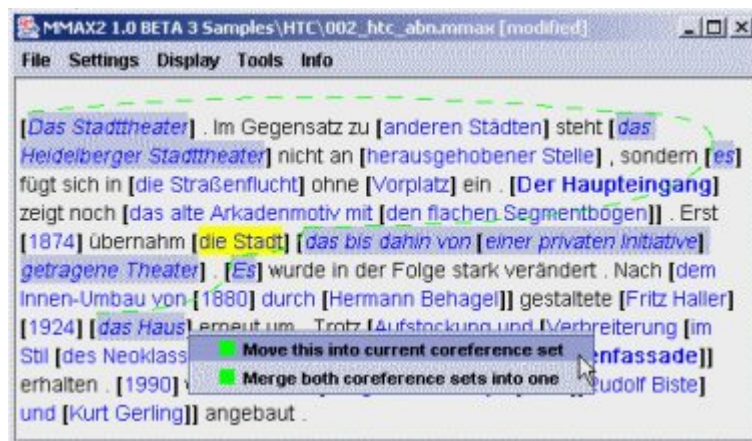 MMAX2 1.0 BETA 3 Samples\HTC\002_htc_abn.mmax [modified]
File Settings Display Tools Info
[Das Stadttheater] . Im Gegensatz zu [anderen Städten] steht [das
Heidelberger Stadttheater] nicht an [herausgehobener Stelle] , sondern [es]
fügt sich in [die Straßenflucht] ohne [Vorplatz] ein . [Der Haupteingang]
zeigt noch [das alte Arkadenmotiv mit [den flachen Segmentbögen]] . Erst
[1874] übernahm [die Stadt] [das bis dahin von [einer privaten Initiative]
getragene Theater] . [Es] wurde in der Folge stark verändert . Nach [dem
Innen-Umbau von [1880] durch [Hermann Behagel]] gestaltete [Fritz Haller]
[1924] [das Haus] erneut um . Trotz [Aufstockung und [Verbreiterung [im
Move this into current coreference set
Stil [des Neoklass enfassade]]
Merge both coreference sets into one
erhalten . [1990] udolf Biste]
und [Kurt Gerling]] angebaut .